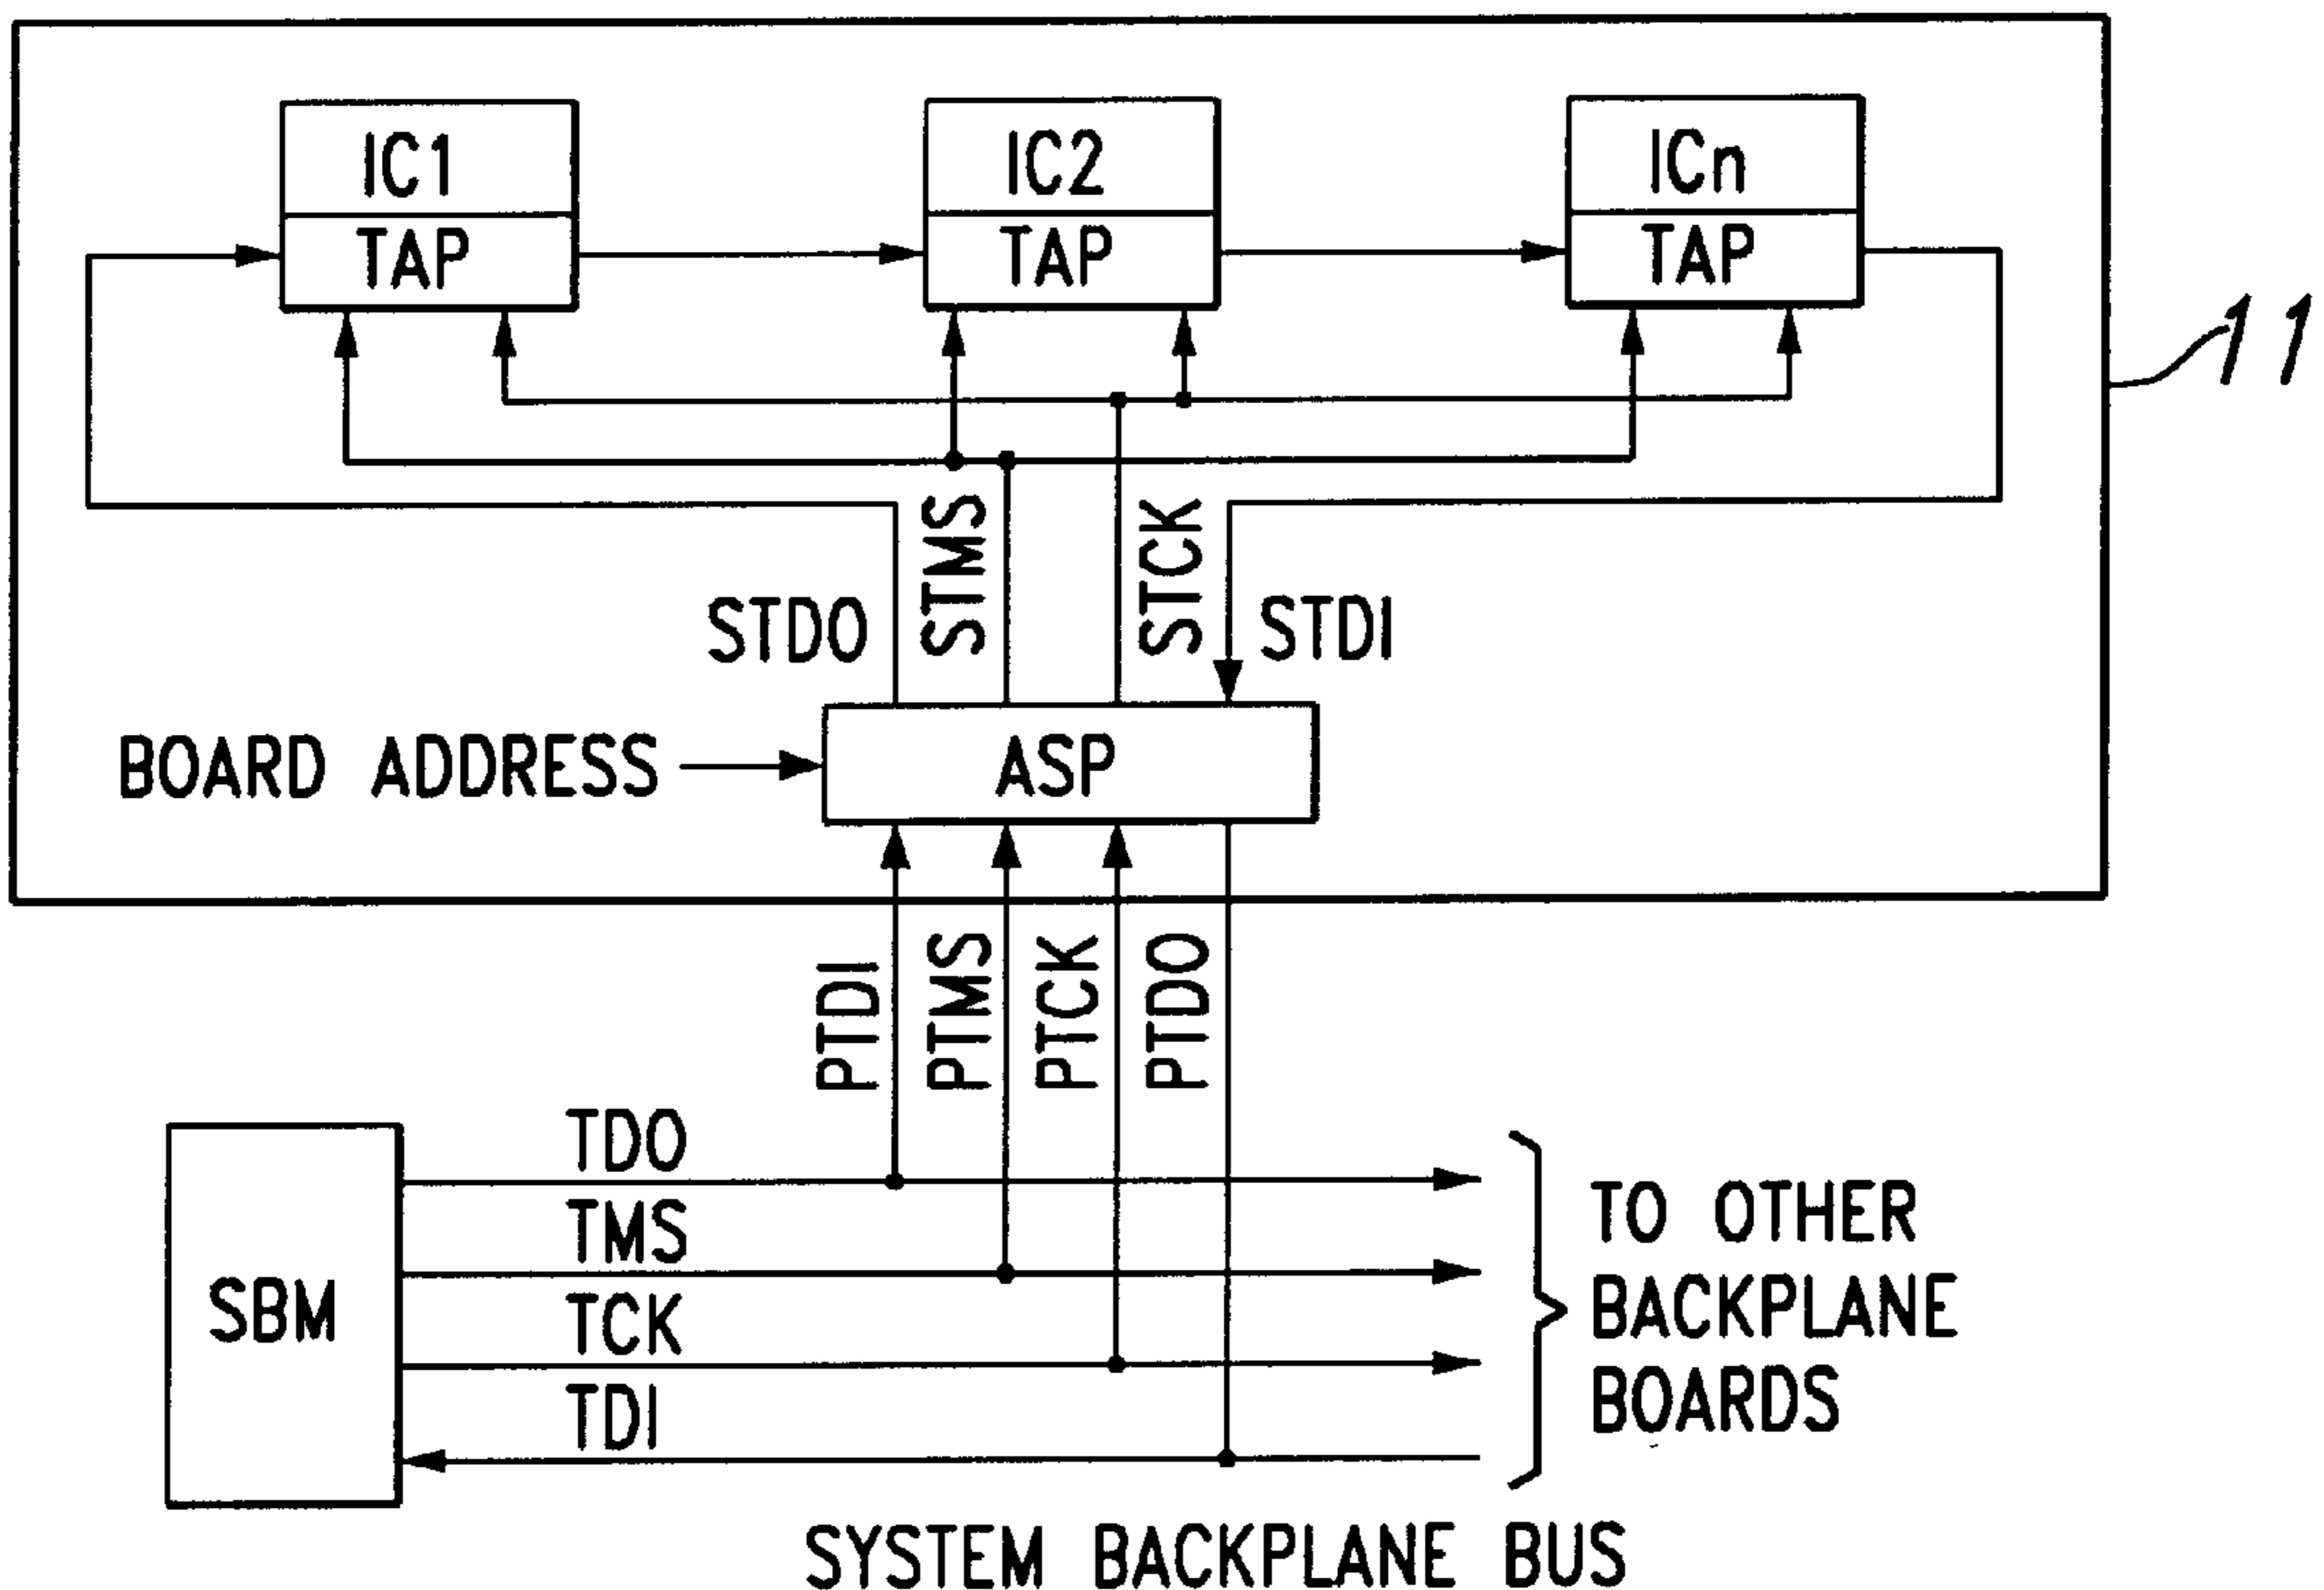 IC1
TAP
IC2
TAP
ICn
TAP
11
STDO
STMS
STCK
STDI
BOARD ADDRESS
ASP
PTDI
PTMS
PTCK
PTDO
SBM
TDO
TMS
TCK
TDI
TO OTHER
BACKPLANE
BOARDS
SYSTEM BACKPLANE BUS